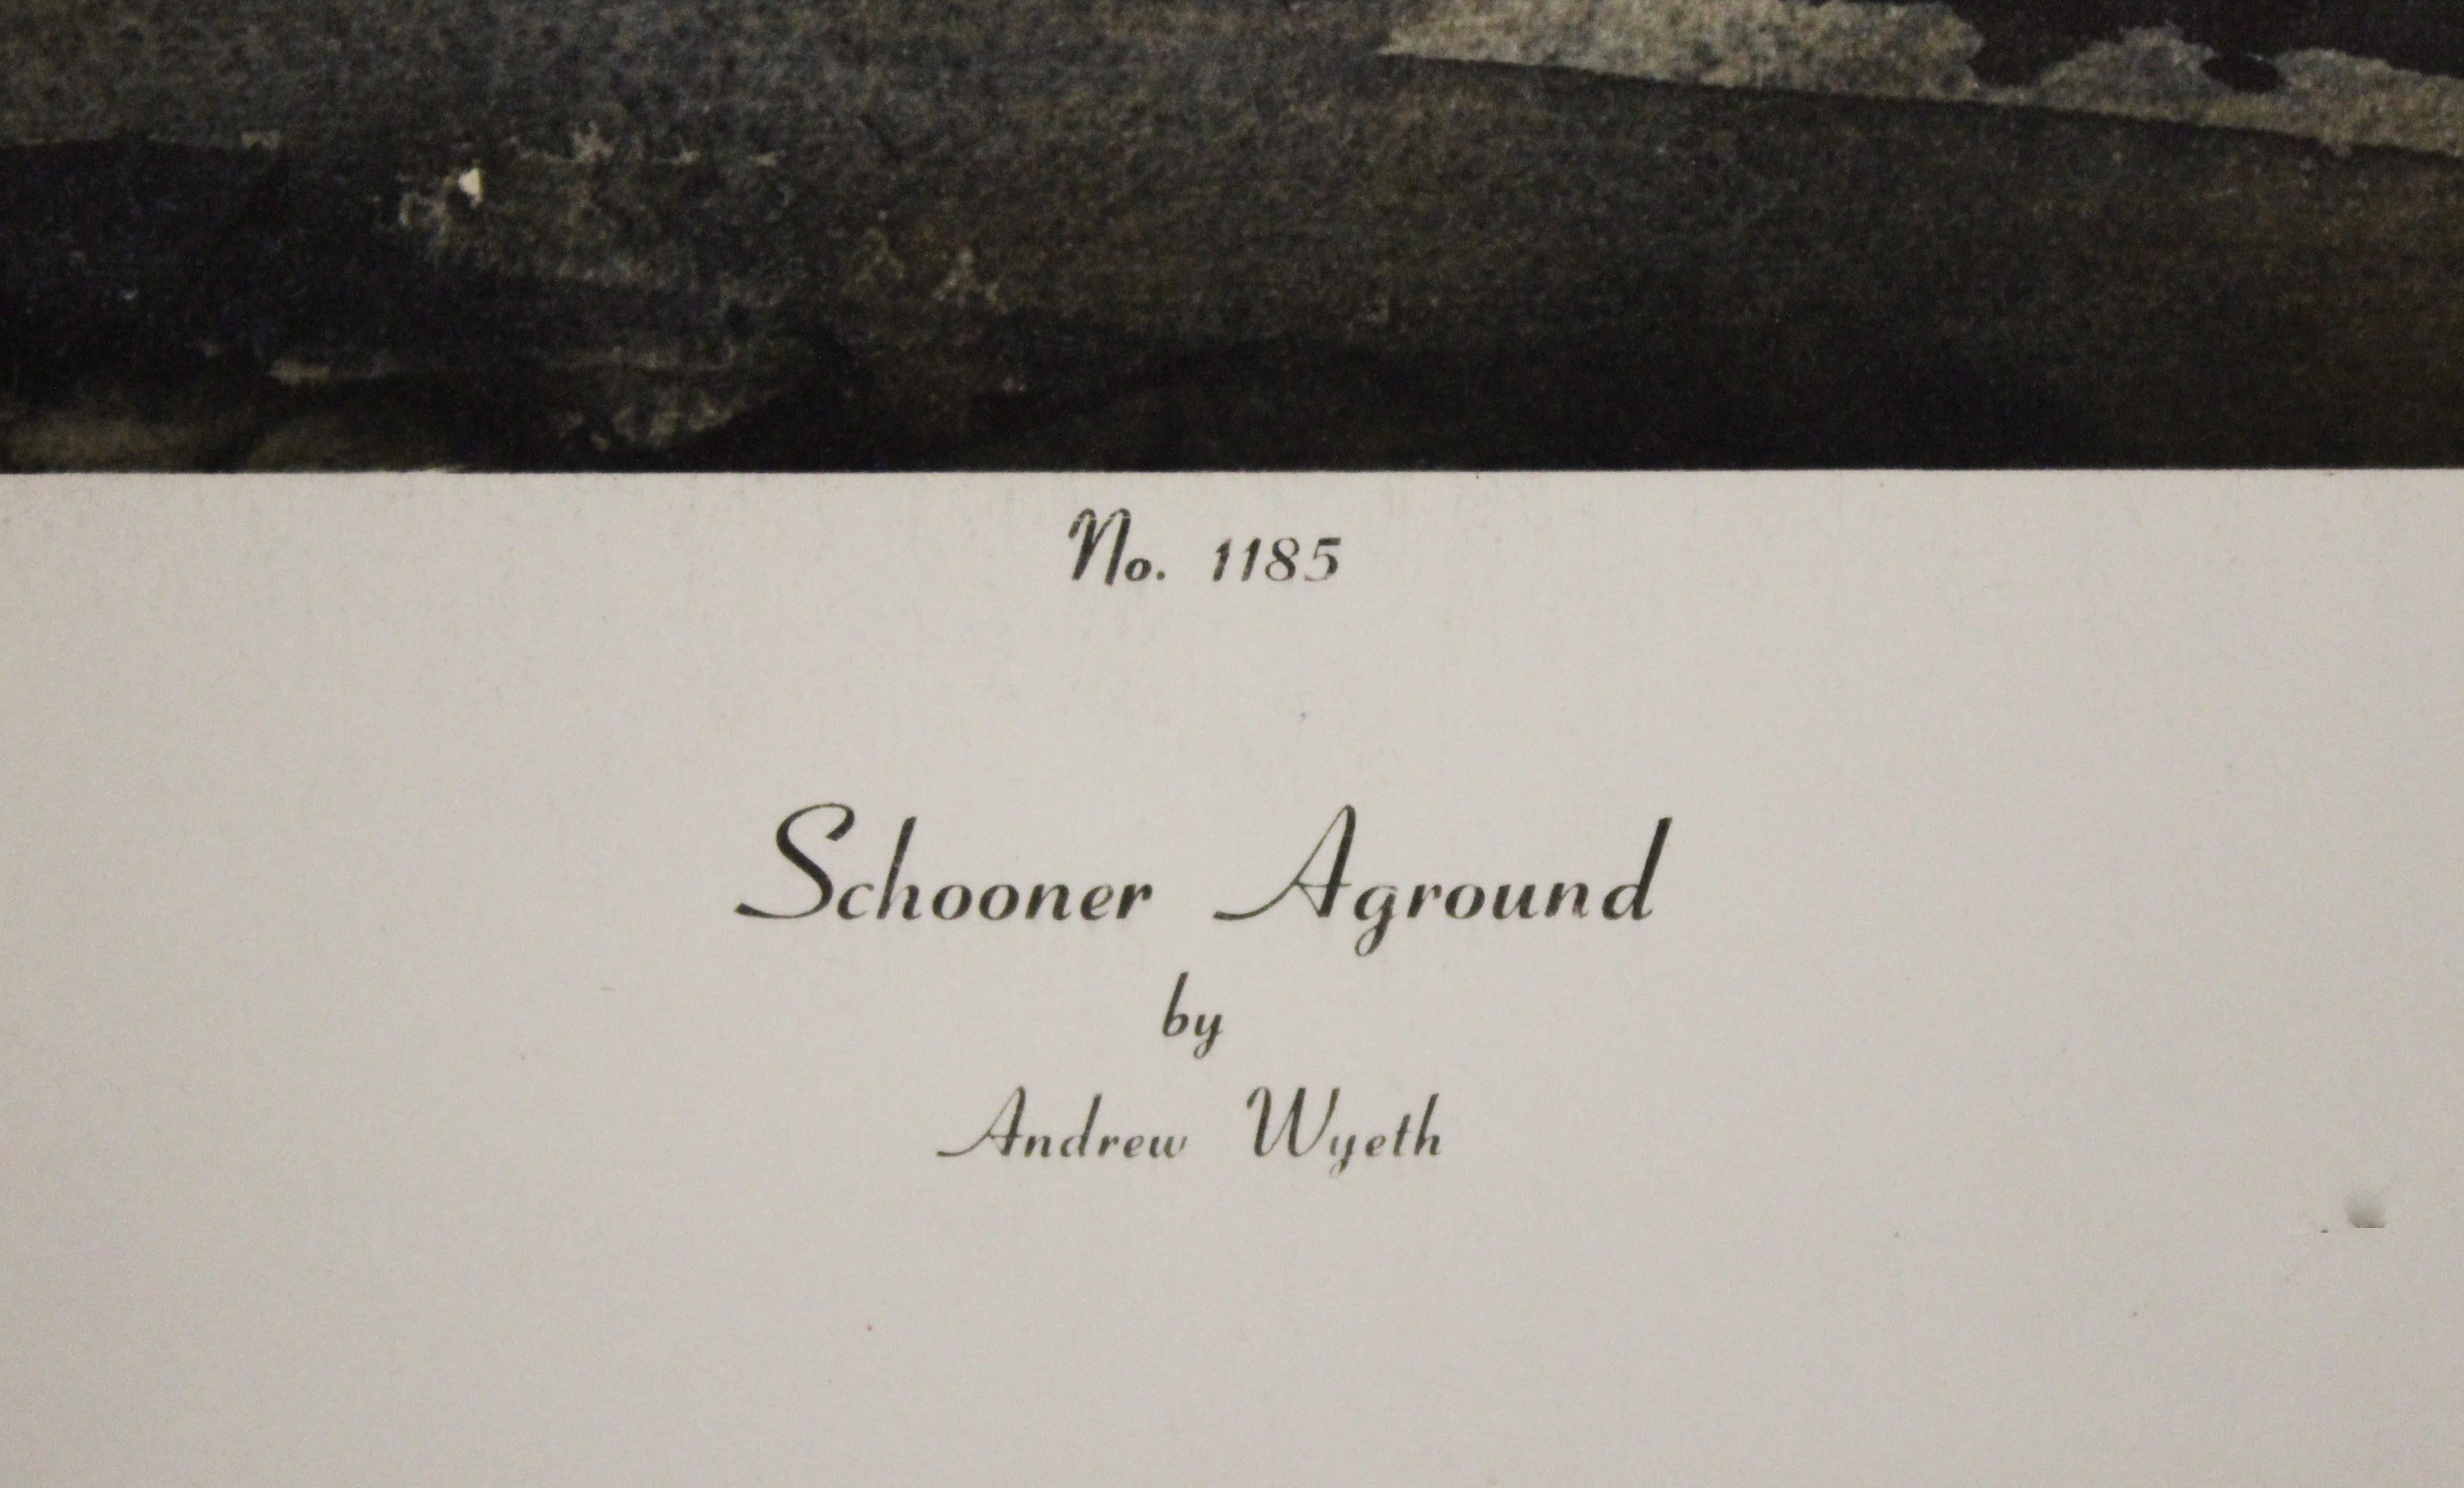 No. 1185
Schooner Aground
by
Andrew Wyeth